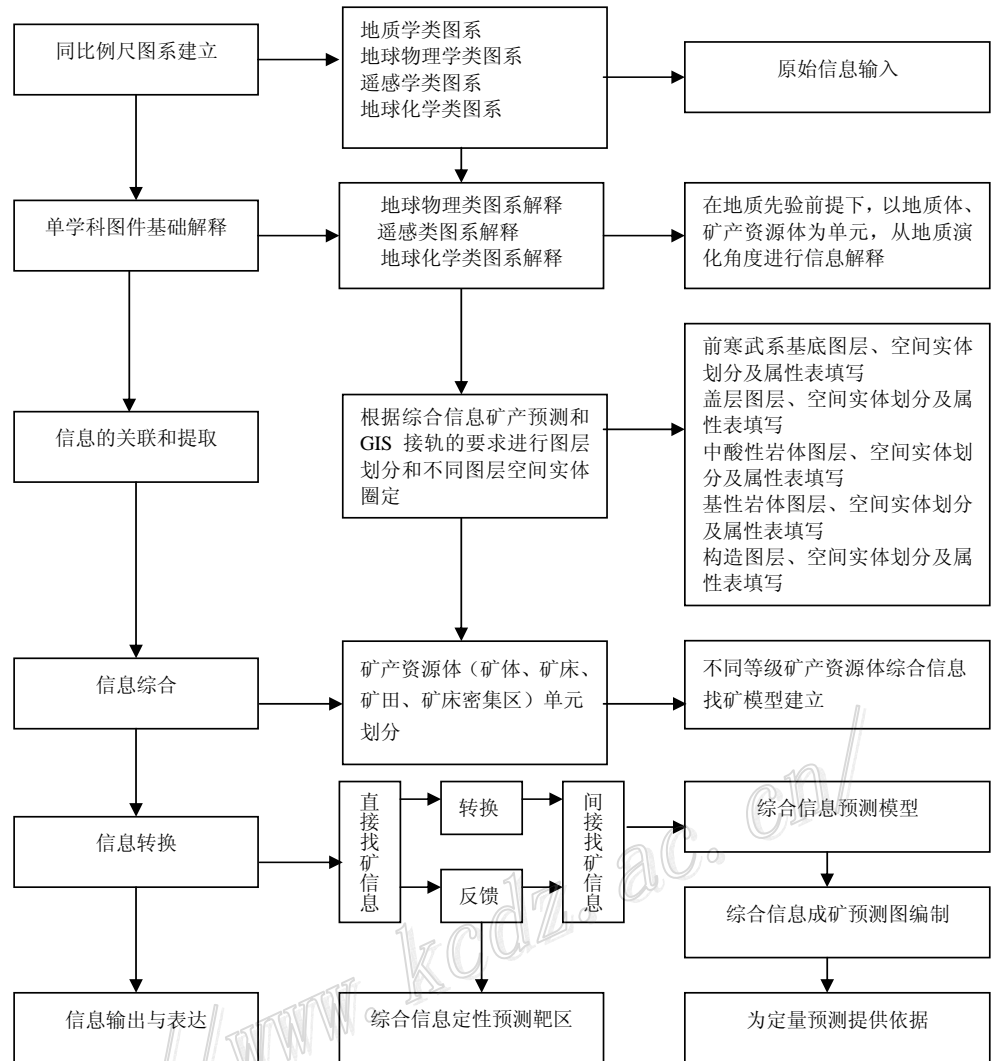 同比例尺图系建立
地质学类图系
地球物理学类图系
遥感学类图系
地球化学类图系
原始信息输入
单学科图件基础解释
地球物理类图系解释
遥感类图系解释
地球化学类图系解释
在地质先验前提下，以地质体、
矿产资源体为单元，从地质演
化角度进行信息解释
信息的关联和提取
根据综合信息矿产预测和
GIS 接轨的要求进行图层
划分和不同图层空间实体
圈定
前寒武系基底图层、空间实体
划分及属性表填写
盖层图层、空间实体划分及属
性表填写
中酸性岩体图层、空间实体划
分及属性表填写
基性岩体图层、空间实体划分
及属性表填写
构造图层、空间实体划分及属
性表填写
信息综合
矿产资源体（矿体、矿床、
矿田、矿床密集区）单元
划分
不同等级矿产资源体综合信息
找矿模型建立
信息转换
直接找矿信息
转换
反馈
间接找矿信息
综合信息预测模型
综合信息成矿预测图编制
信息输出与表达
综合信息定性预测靶区
为定量预测提供依据
//www.kcdz.ac.cn/